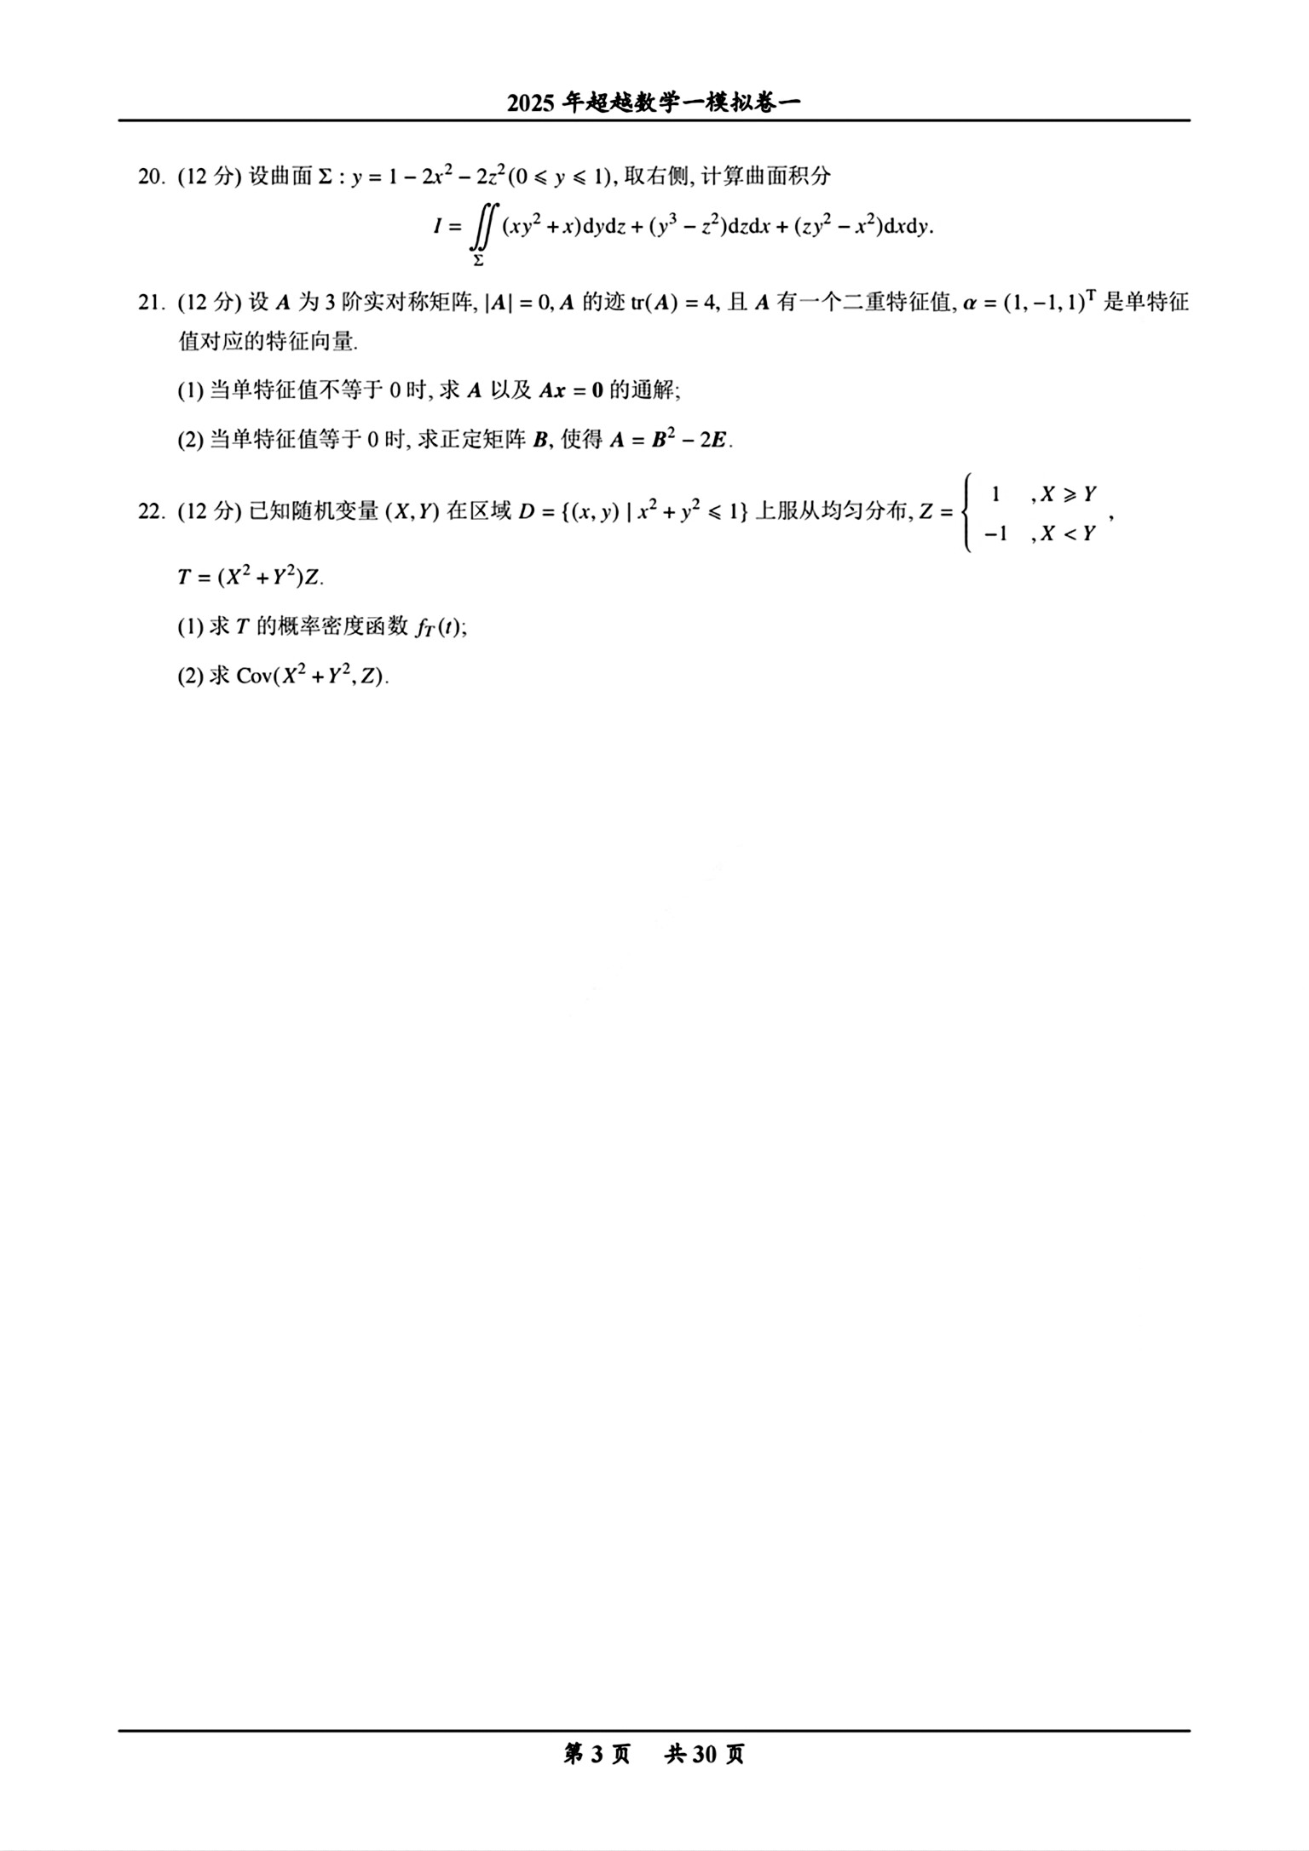 2025 年超越数学一模拟卷一
20. (12 分) 设曲面 Σ : y = 1 − 2x² − 2z² (0 ⩽ y ⩽ 1), 取右侧, 计算曲面积分
I = ∬_Σ (xy² + x)dydz + (y³ − z²)dzdx + (zy² − x²)dxdy.
21. (12 分) 设 A 为 3 阶实对称矩阵, |A| = 0, A 的迹 tr(A) = 4, 且 A 有一个二重特征值, α = (1, −1, 1)ᵀ 是单特征
值对应的特征向量.
(1) 当单特征值不等于 0 时, 求 A 以及 Ax = 0 的通解;
(2) 当单特征值等于 0 时, 求正定矩阵 B, 使得 A = B² − 2E.
22. (12 分) 已知随机变量 (X, Y) 在区域 D = {(x, y) | x² + y² ⩽ 1} 上服从均匀分布, Z = { 1 , X ⩾ Y
−1 , X < Y ,
T = (X² + Y²)Z.
(1) 求 T 的概率密度函数 f_T(t);
(2) 求 Cov(X² + Y², Z).
第 3 页 共 30 页